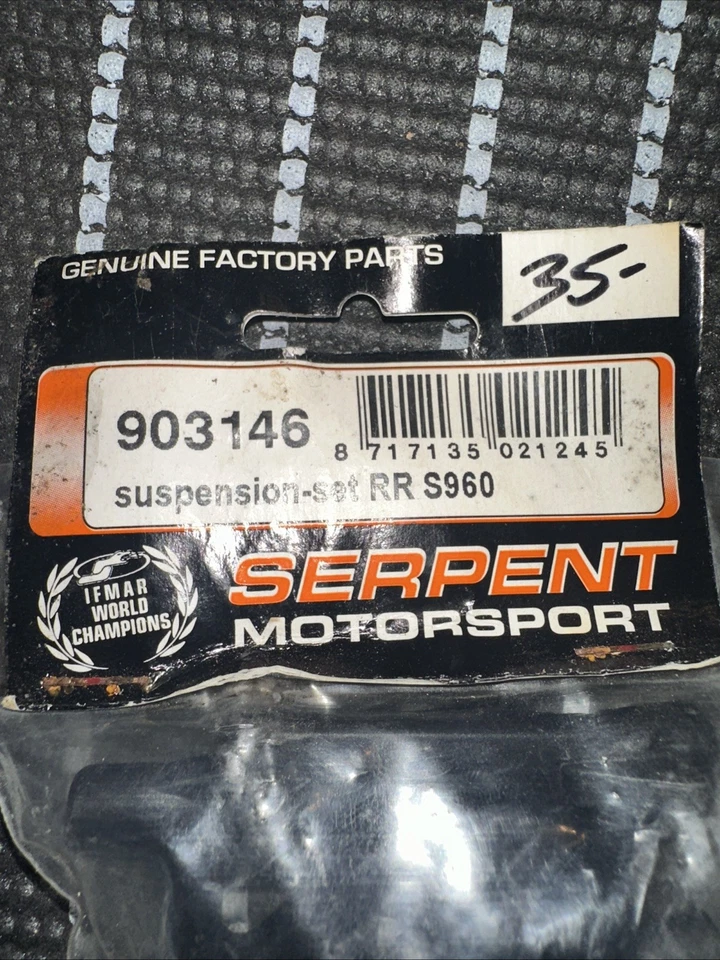 GENUINE FACTORY PARTS
35-
903146
8 717135 021245
suspension-set RR S960
IFMAR
WORLD
CHAMPIONS
SERPENT
MOTORSPORT